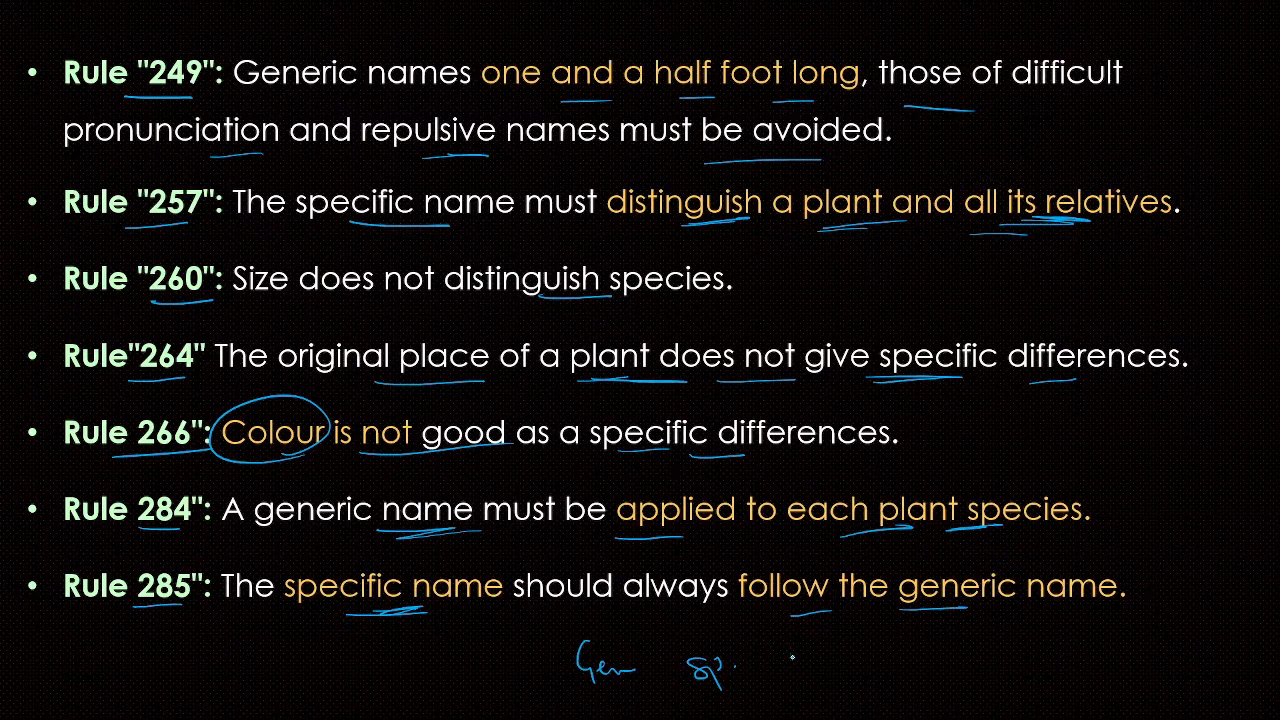 • Rule "249": Generic names one and a half foot long, those of difficult
pronunciation and repulsive names must be avoided.
• Rule "257": The specific name must distinguish a plant and all its relatives.
• Rule "260": Size does not distinguish species.
• Rule"264" The original place of a plant does not give specific differences.
• Rule 266": Colour is not good as a specific differences.
• Rule 284": A generic name must be applied to each plant species.
• Rule 285": The specific name should always follow the generic name.
Gen sp.